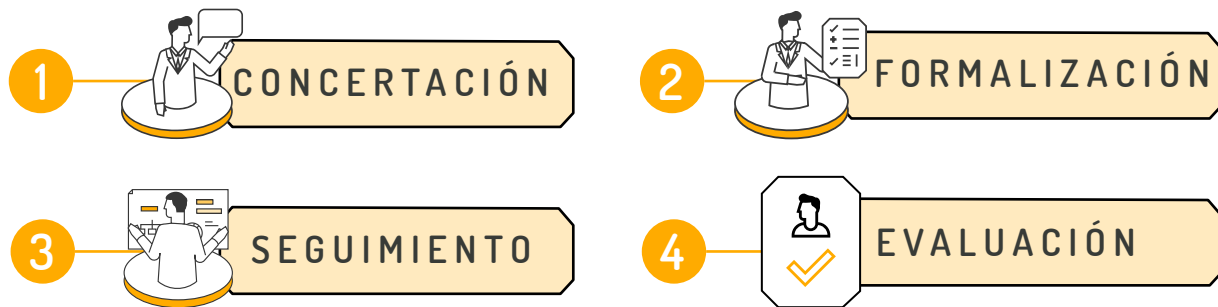 1 CONCERTACIÓN
2 FORMALIZACIÓN
3 SEGUIMIENTO
4 EVALUACIÓN